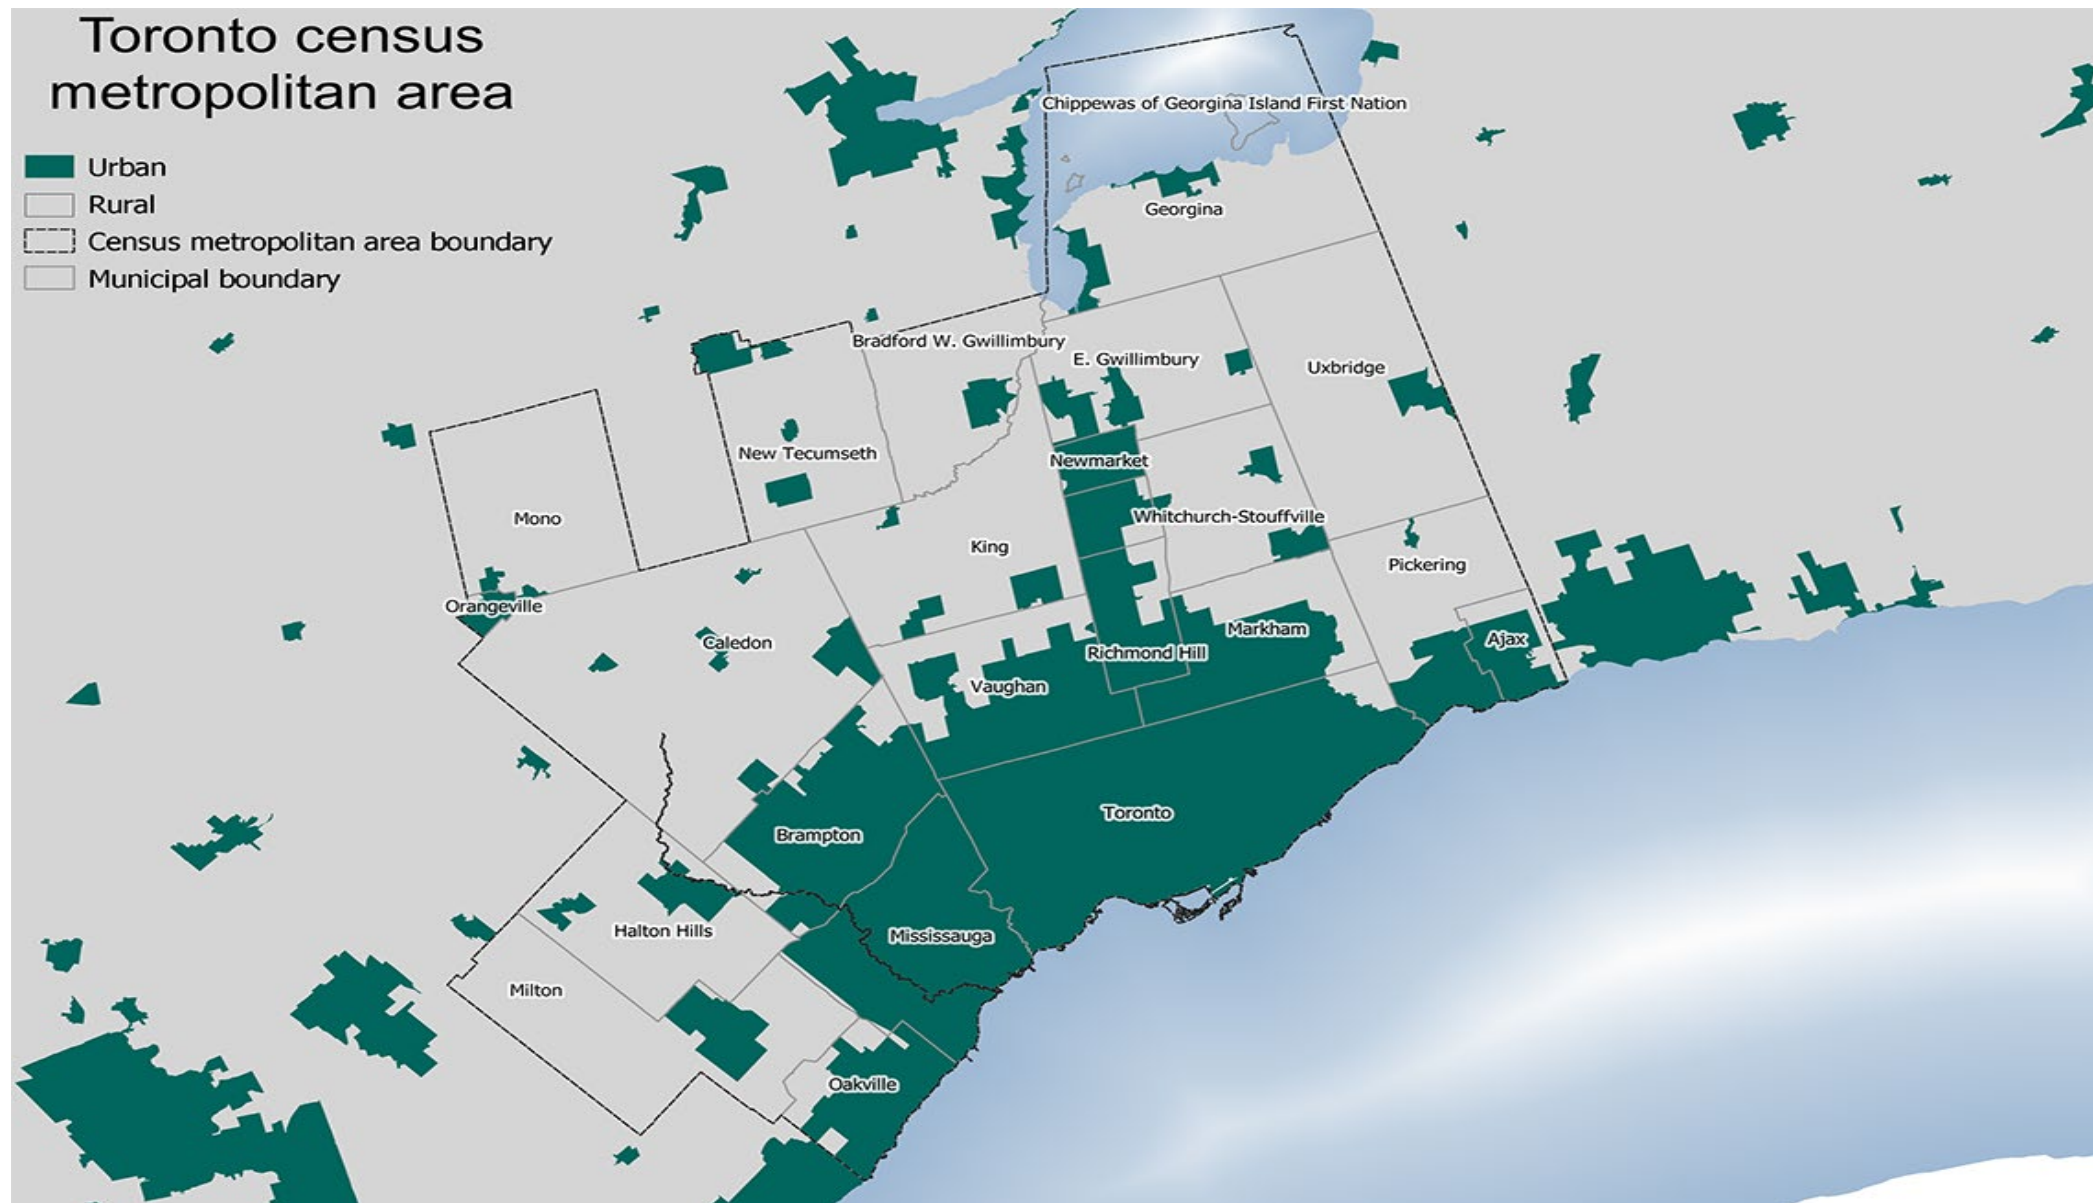 Toronto census
metropolitan area
Urban
Rural
Census metropolitan area boundary
Municipal boundary
Chippewas of Georgina Island First Nation
Georgina
Bradford W. Gwillimbury
E. Gwillimbury
Uxbridge
New Tecumseth
Newmarket
Mono
Whitchurch-Stouffville
King
Pickering
Orangeville
Caledon
Markham
Ajax
Richmond Hill
Vaughan
Toronto
Brampton
Halton Hills
Mississauga
Milton
Oakville